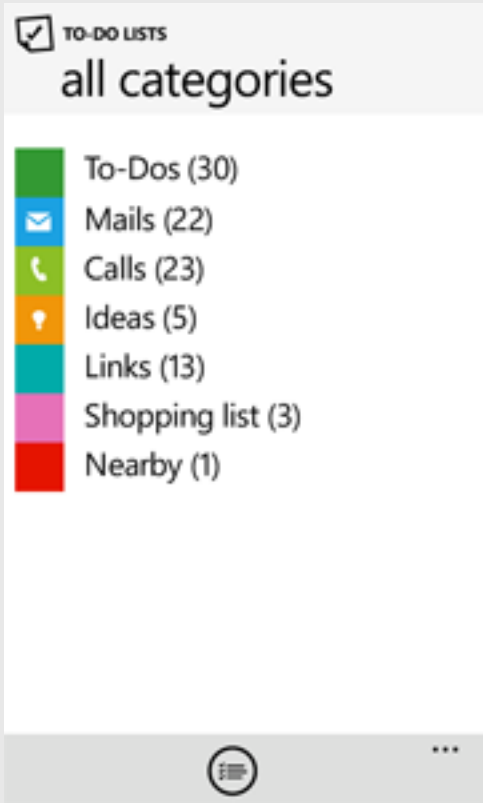 TO-DO LISTS
all categories
To-Dos (30)
Mails (22)
Calls (23)
Ideas (5)
Links (13)
Shopping list (3)
Nearby (1)